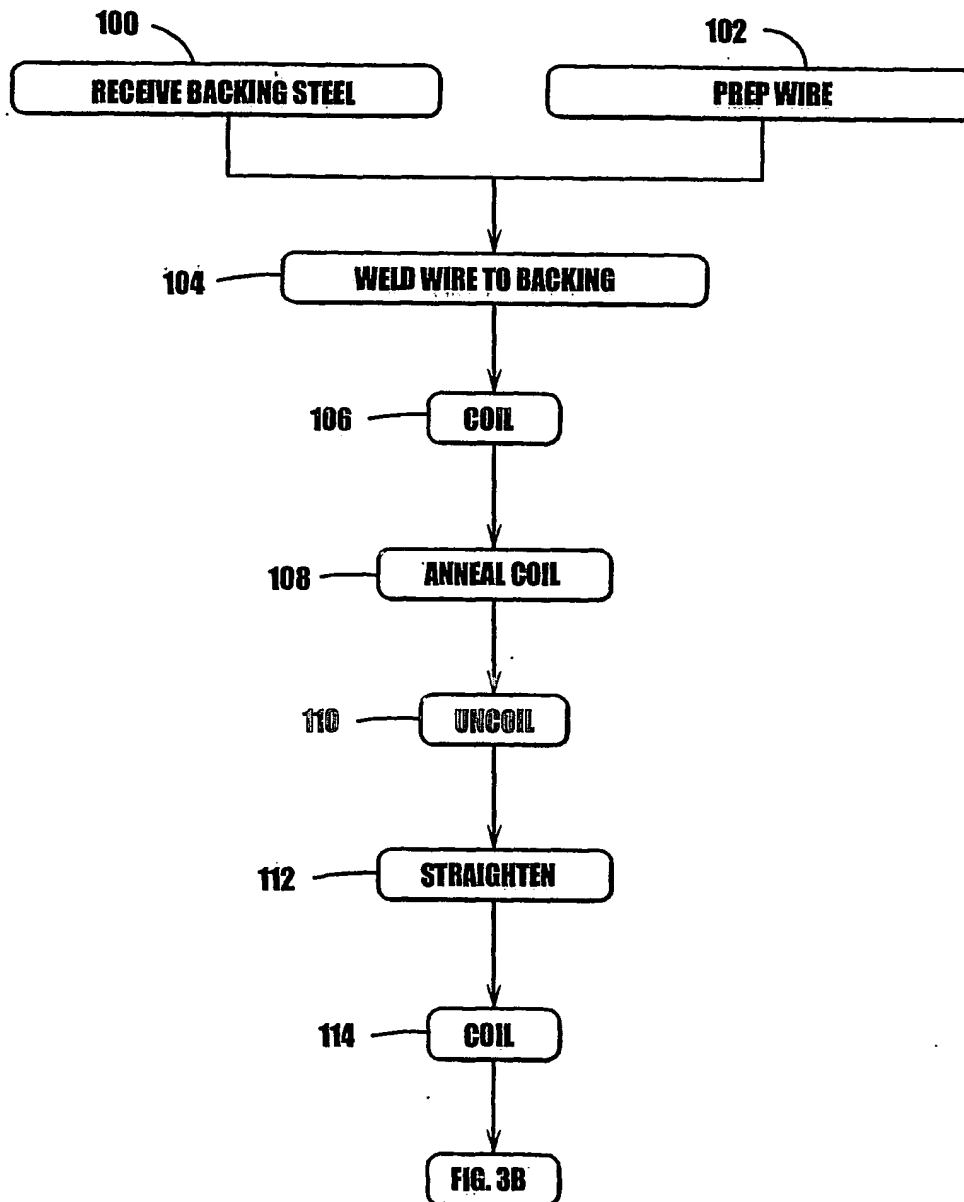 100
102
RECEIVE BACKING STEEL
PREP WIRE
104
WELD WIRE TO BACKING
106
COIL
108
ANNEAL COIL
110
UNCOIL
112
STRAIGHTEN
114
COIL
FIG. 3B